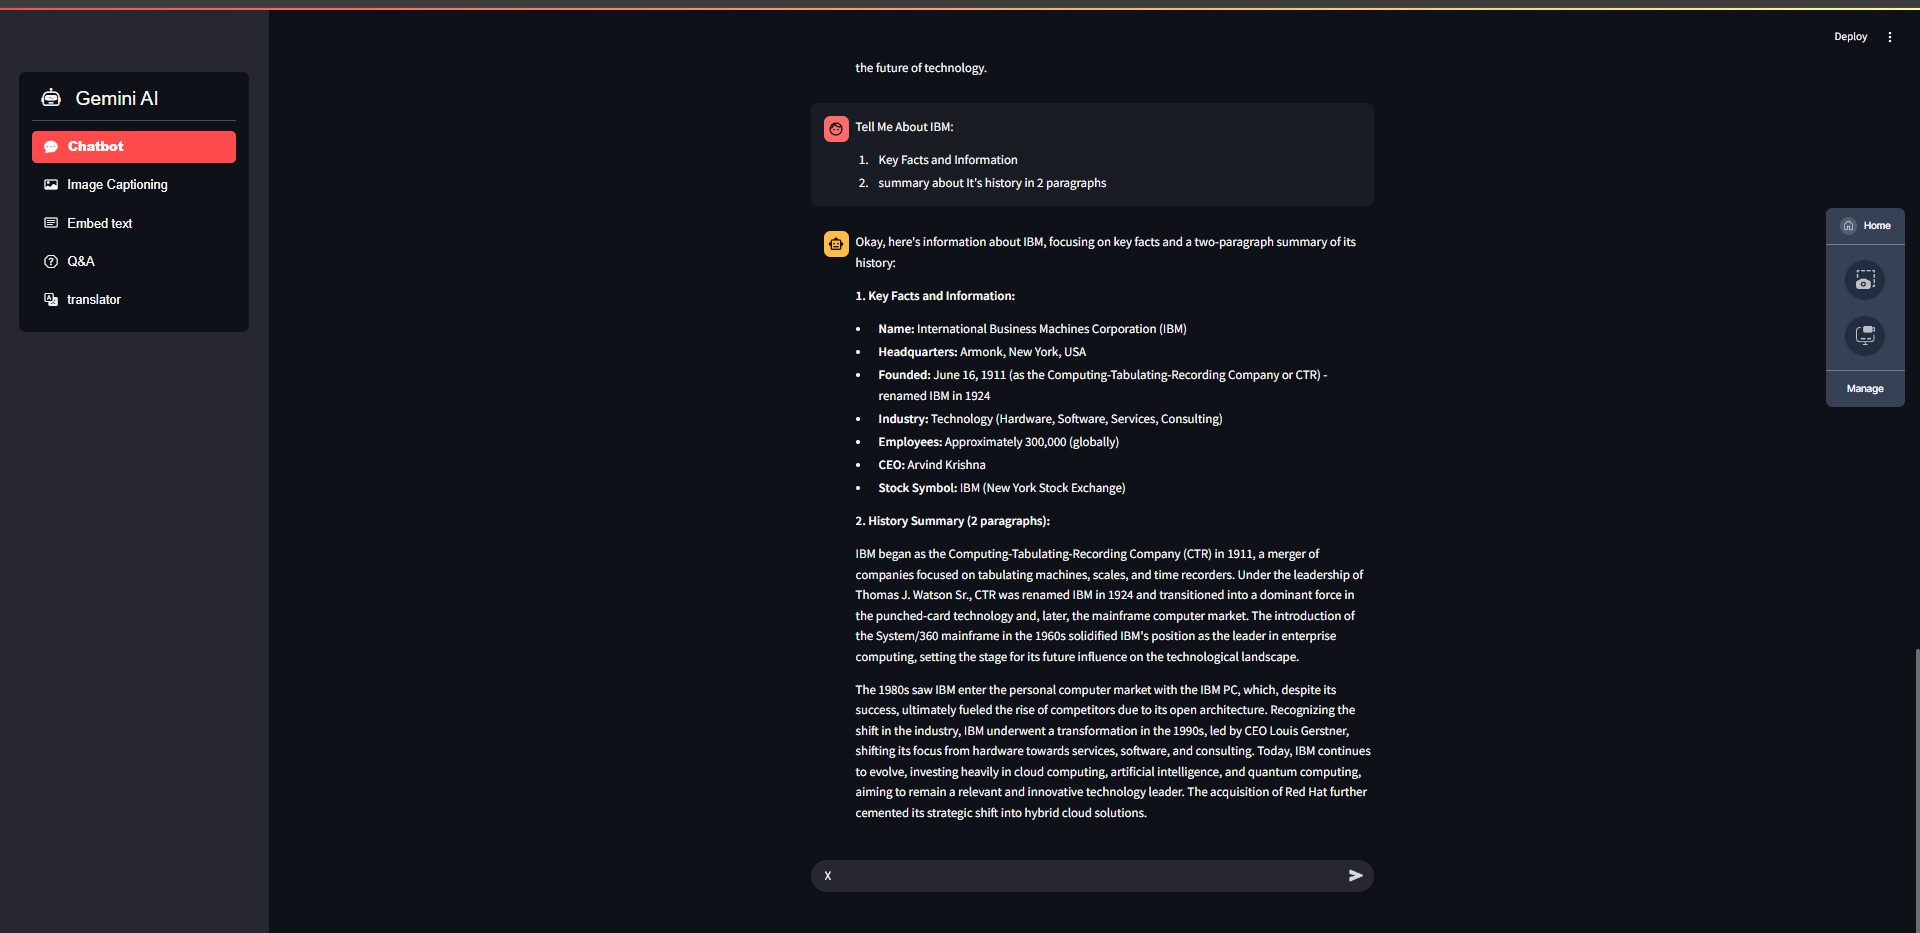 Deploy
Gemini AI
Chatbot
Image Captioning
Embed text
Q&A
translator
the future of technology.
Tell Me About IBM:
1. Key Facts and Information
2. summary about It's history in 2 paragraphs
Okay, here's information about IBM, focusing on key facts and a two-paragraph summary of its
history:
1. Key Facts and Information:
• Name: International Business Machines Corporation (IBM)
• Headquarters: Armonk, New York, USA
• Founded: June 16, 1911 (as the Computing-Tabulating-Recording Company or CTR) -
renamed IBM in 1924
• Industry: Technology (Hardware, Software, Services, Consulting)
• Employees: Approximately 300,000 (globally)
• CEO: Arvind Krishna
• Stock Symbol: IBM (New York Stock Exchange)
2. History Summary (2 paragraphs):
IBM began as the Computing-Tabulating-Recording Company (CTR) in 1911, a merger of
companies focused on tabulating machines, scales, and time recorders. Under the leadership of
Thomas J. Watson Sr., CTR was renamed IBM in 1924 and transitioned into a dominant force in
the punched-card technology and, later, the mainframe computer market. The introduction of
the System/360 mainframe in the 1960s solidified IBM's position as the leader in enterprise
computing, setting the stage for its future influence on the technological landscape.
The 1980s saw IBM enter the personal computer market with the IBM PC, which, despite its
success, ultimately fueled the rise of competitors due to its open architecture. Recognizing the
shift in the industry, IBM underwent a transformation in the 1990s, led by CEO Louis Gerstner,
shifting its focus from hardware towards services, software, and consulting. Today, IBM continues
to evolve, investing heavily in cloud computing, artificial intelligence, and quantum computing,
aiming to remain a relevant and innovative technology leader. The acquisition of Red Hat further
cemented its strategic shift into hybrid cloud solutions.
X
Home
Manage